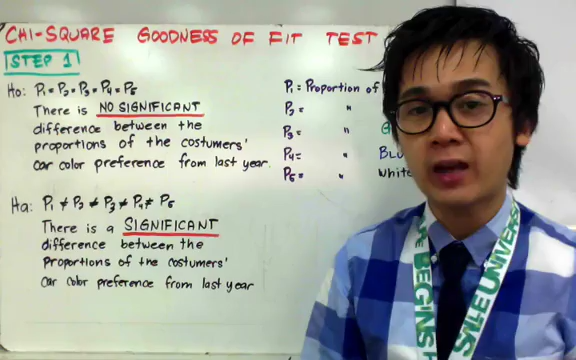 CHI-SQUARE GOODNESS OF FIT TEST
STEP 1
Ho: P1 = P2 = P3 = P4 = P5
There is NO SIGNIFICANT
difference between the
proportions of the costumers'
car color preference from last year.
Ha: P1 ≠ P2 ≠ P3 ≠ P4 ≠ P5
There is a SIGNIFICANT
difference between the
proportions of the costumers'
car color preference from last year
P1 = Proportion of
P2 = "
P3 = " G
P4 = " BLU
P5 = " White
BEGINS
SALLE UNIVERSI